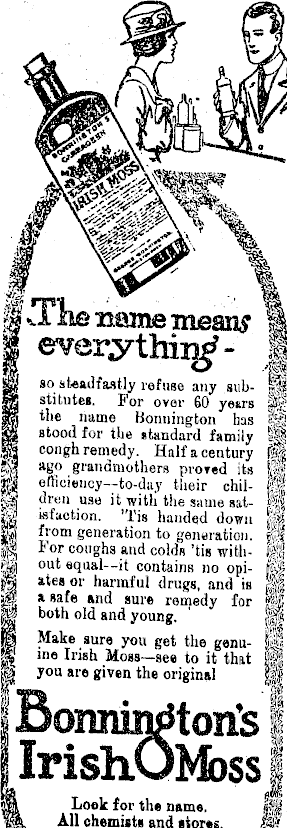 BONNINGTON'S
CARRAGEEN
IRISH MOSS
The name means
everything-
so steadfastly refuse any sub-
stitutes. For over 60 years
the name Bonnington has
stood for the standard family
cough remedy. Half a century
ago grandmothers proved its
efficiency--to-day their chil-
dren use it with the same sat-
isfaction. 'Tis handed down
from generation to generation.
For coughs and colds 'tis with-
out equal--it contains no opi-
ates or harmful drugs, and is
a safe and sure remedy for
both old and young.
Make sure you get the genu-
ine Irish Moss—see to it that
you are given the original
Bonnington's
Irish Moss
Look for the name.
All chemists and stores.